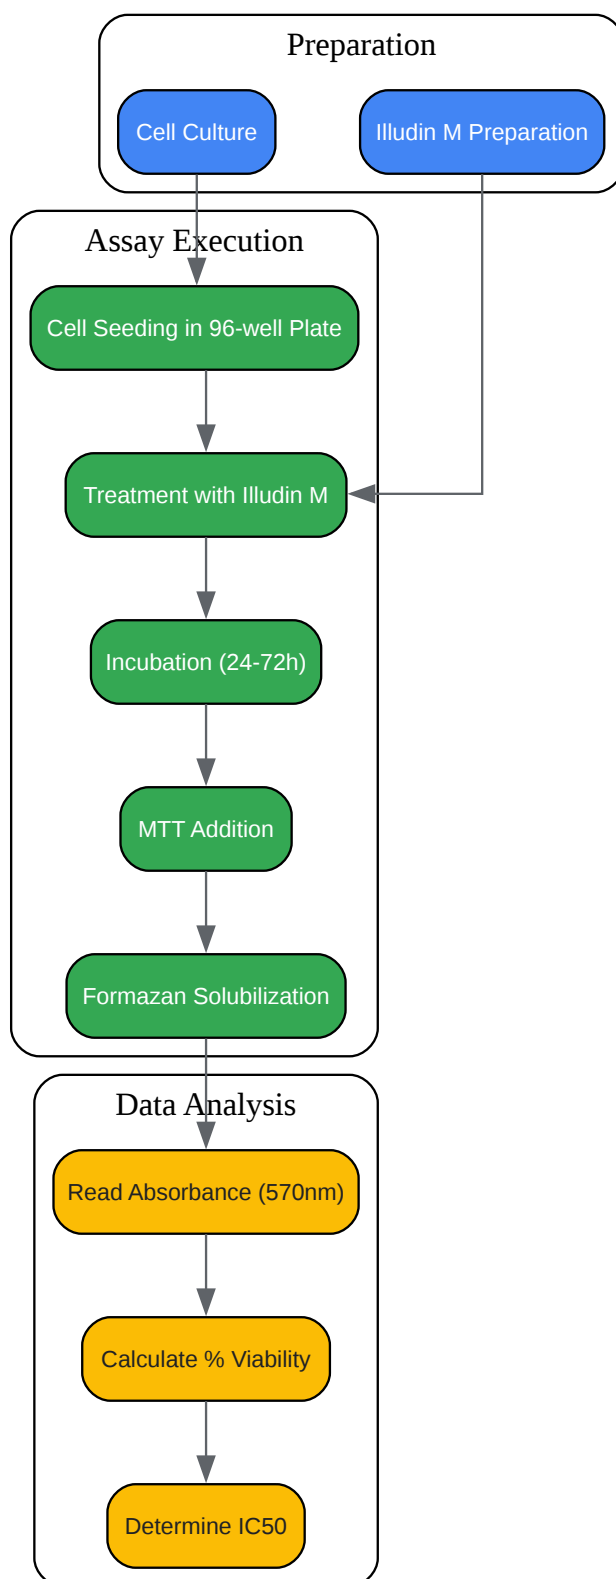 Preparation
Cell Culture
Illudin M Preparation
Assay Execution
Cell Seeding in 96-well Plate
Treatment with Illudin M
Incubation (24-72h)
MTT Addition
Formazan Solubilization
Data Analysis
Read Absorbance (570nm)
Calculate % Viability
Determine IC50